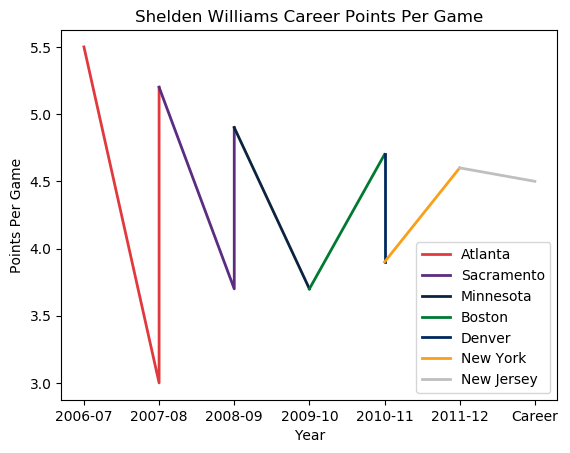 Shelden Williams Career Points Per Game
5.5
5.0
4.5
4.0
3.5
3.0
Points Per Game
Atlanta
Sacramento
Minnesota
Boston
Denver
New York
New Jersey
2006-07 2007-08 2008-09 2009-10 2010-11 2011-12 Career
Year